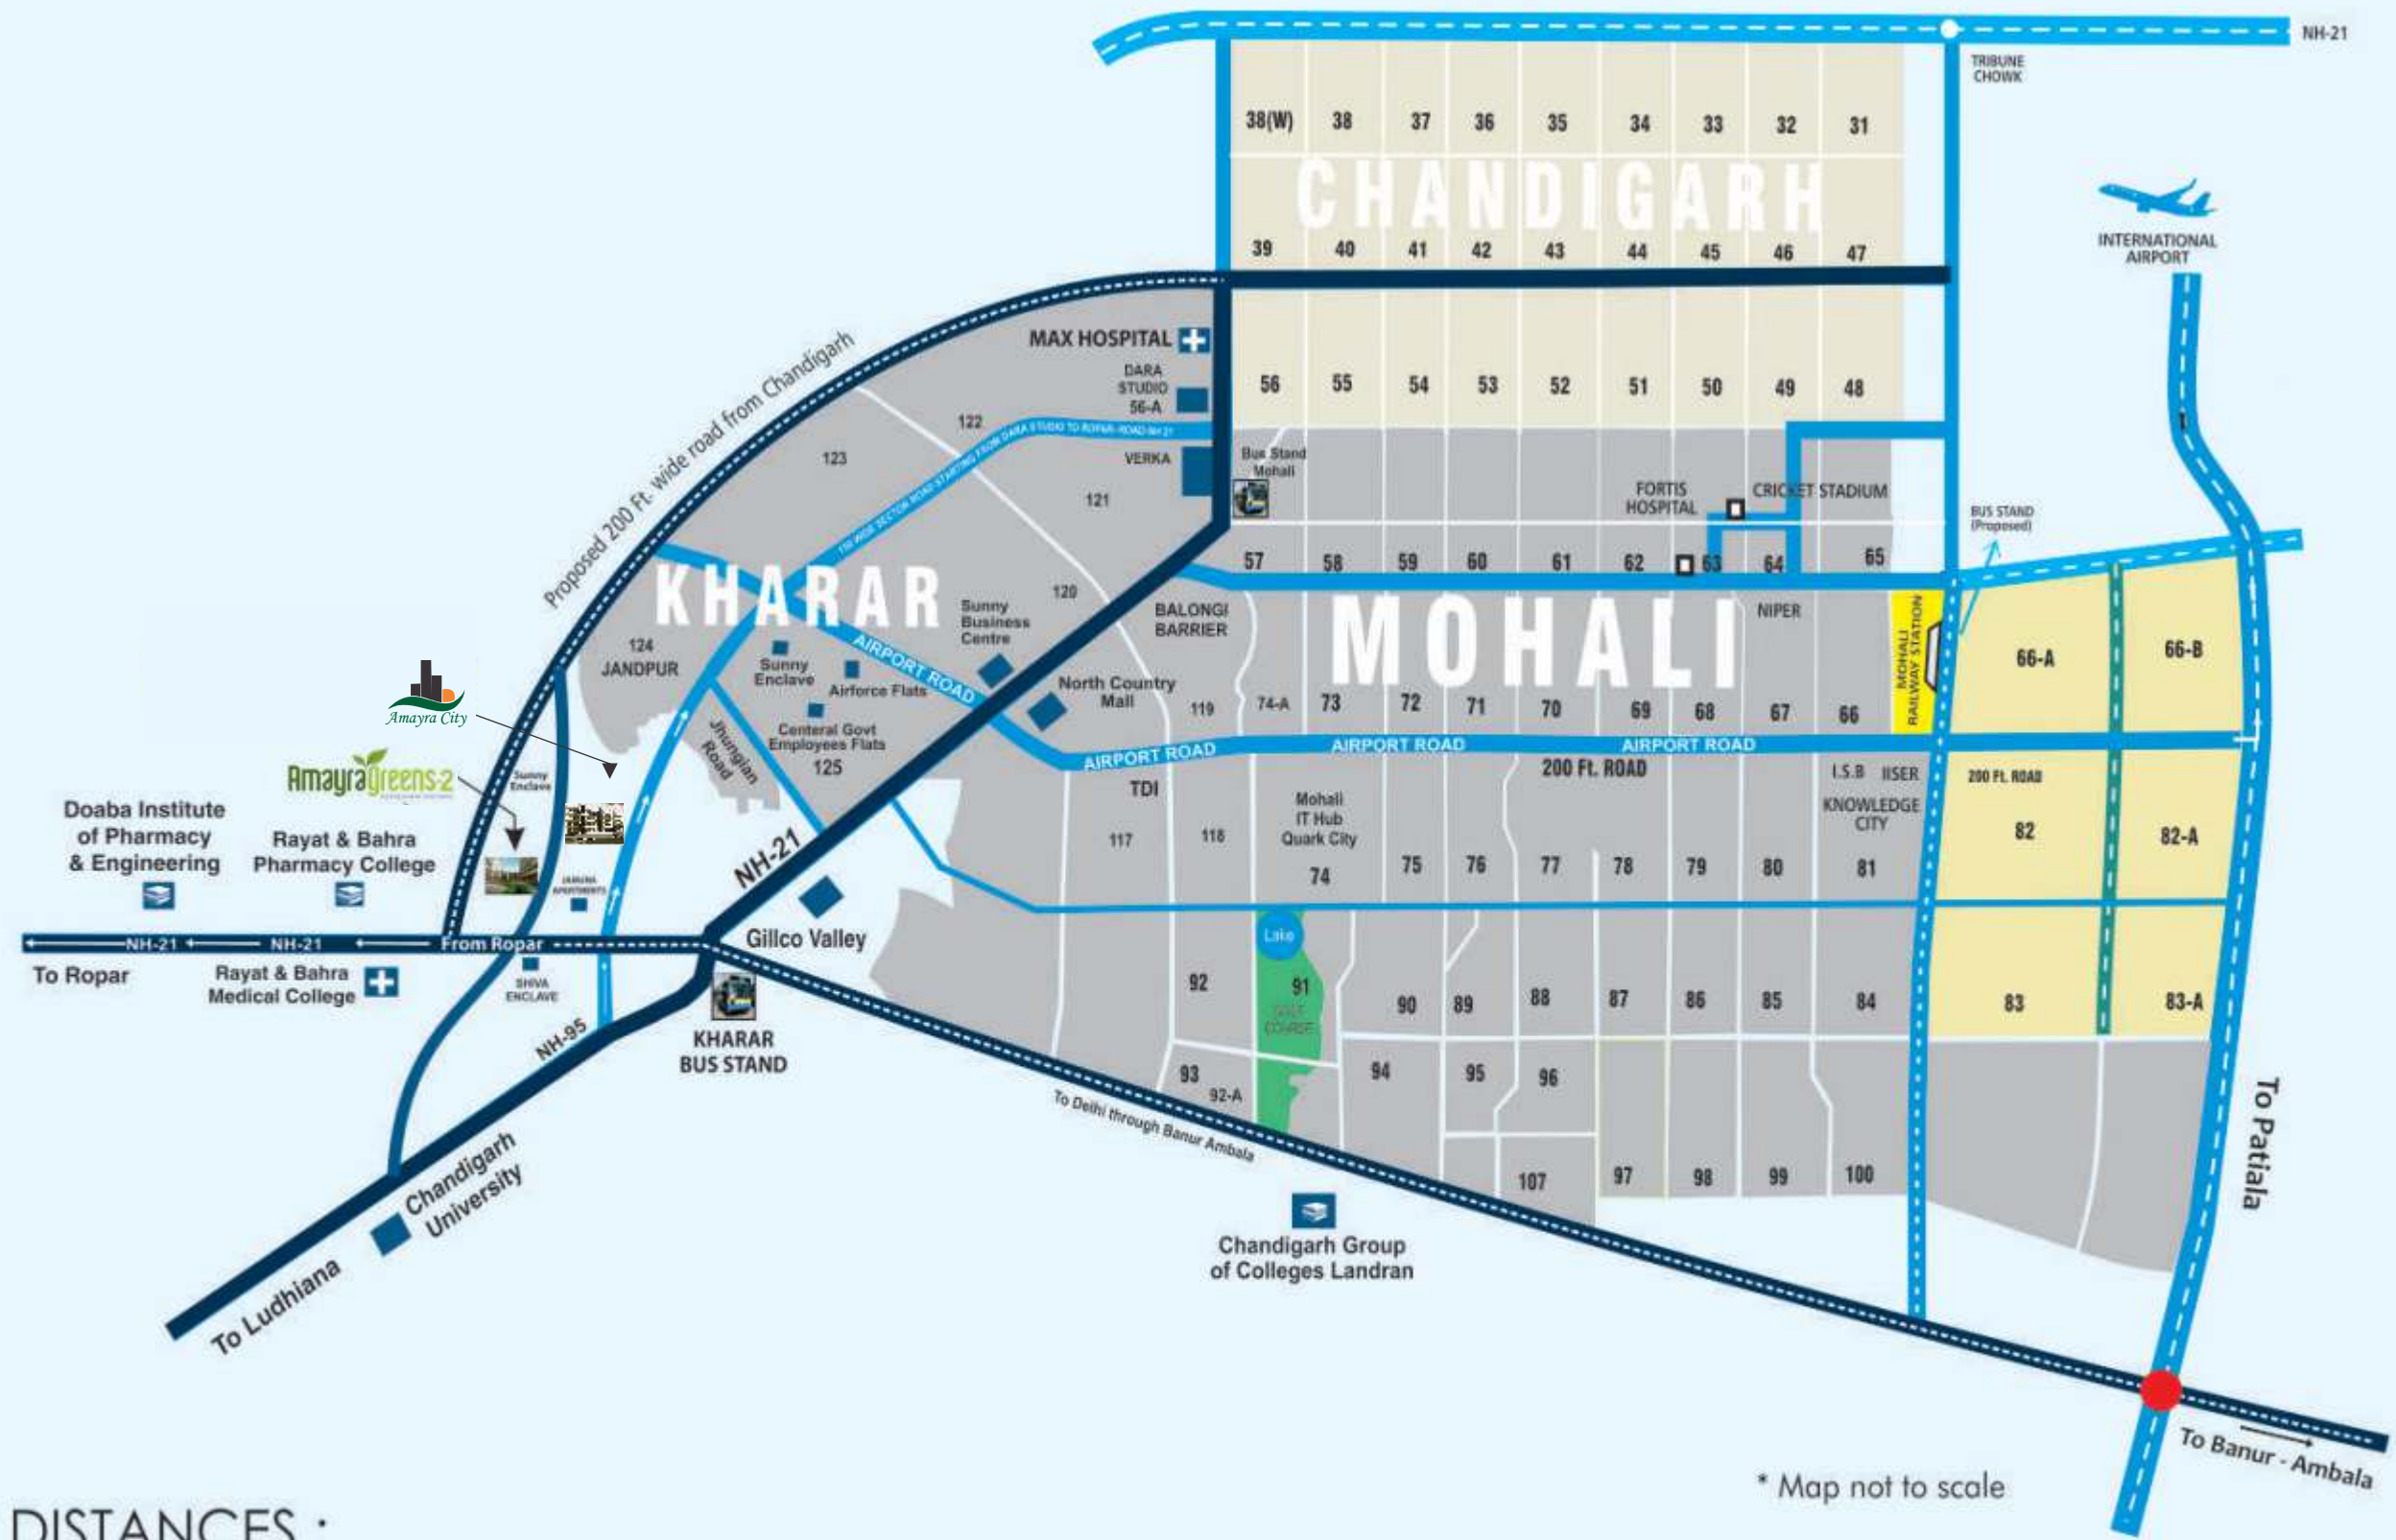 NH-21
TRIBUNE
CHOWK
38(W) 38 37 36 35 34 33 32 31
CHANDIGARH
39 40 41 42 43 44 45 46 47
INTERNATIONAL
AIRPORT
Proposed 200 Ft. wide road from Chandigarh
MAX HOSPITAL
DARA
STUDIO
56-A
56 55 54 53 52 51 50 49 48
122
123
VERKA
121
Bus Stand
Mohali
FORTIS
HOSPITAL
CRICKET STADIUM
BUS STAND
(Proposed)
57 58 59 60 61 62 63 64 65
KHARAR
120
Sunny
Business
Centre
BALONGI
BARRIER
MOHALI
NIPER
MOHALI
RAILWAY STATION
66-A
66-B
124
JANDPUR
Sunny
Enclave
Airforce Flats
AIRPORT ROAD
North Country
Mall
119
74-A 73 72 71 70 69 68 67 66
Amayra City
Jhungian
Road
Centeral Govt
Employees Flats
125
AIRPORT ROAD
AIRPORT ROAD
AIRPORT ROAD
200 Ft. ROAD
TDI
I.S.B IISER
200 Ft. ROAD
KNOWLEDGE
CITY
Amayra greens-2
Sunny
Enclave
Mohali
IT Hub
Quark City
117
118
74 75 76 77 78 79 80 81
82
82-A
Doaba Institute
of Pharmacy
& Engineering
Rayat & Bahra
Pharmacy College
APARTMENTS
NH-21
Gillco Valley
NH-21
NH-21
From Ropar
To Ropar
Rayat & Bahra
Medical College
SHIVA
ENCLAVE
NH-95
KHARAR
BUS STAND
Lake
92
91
GOLF
COURSE
90 89 88 87 86 85 84 83 83-A
93
92-A
94 95 96
To Delhi through Banur Ambala
107 97 98 99 100
To Patiala
Chandigarh
University
To Ludhiana
Chandigarh Group
of Colleges Landran
To Banur - Ambala
* Map not to scale
DISTANCES :